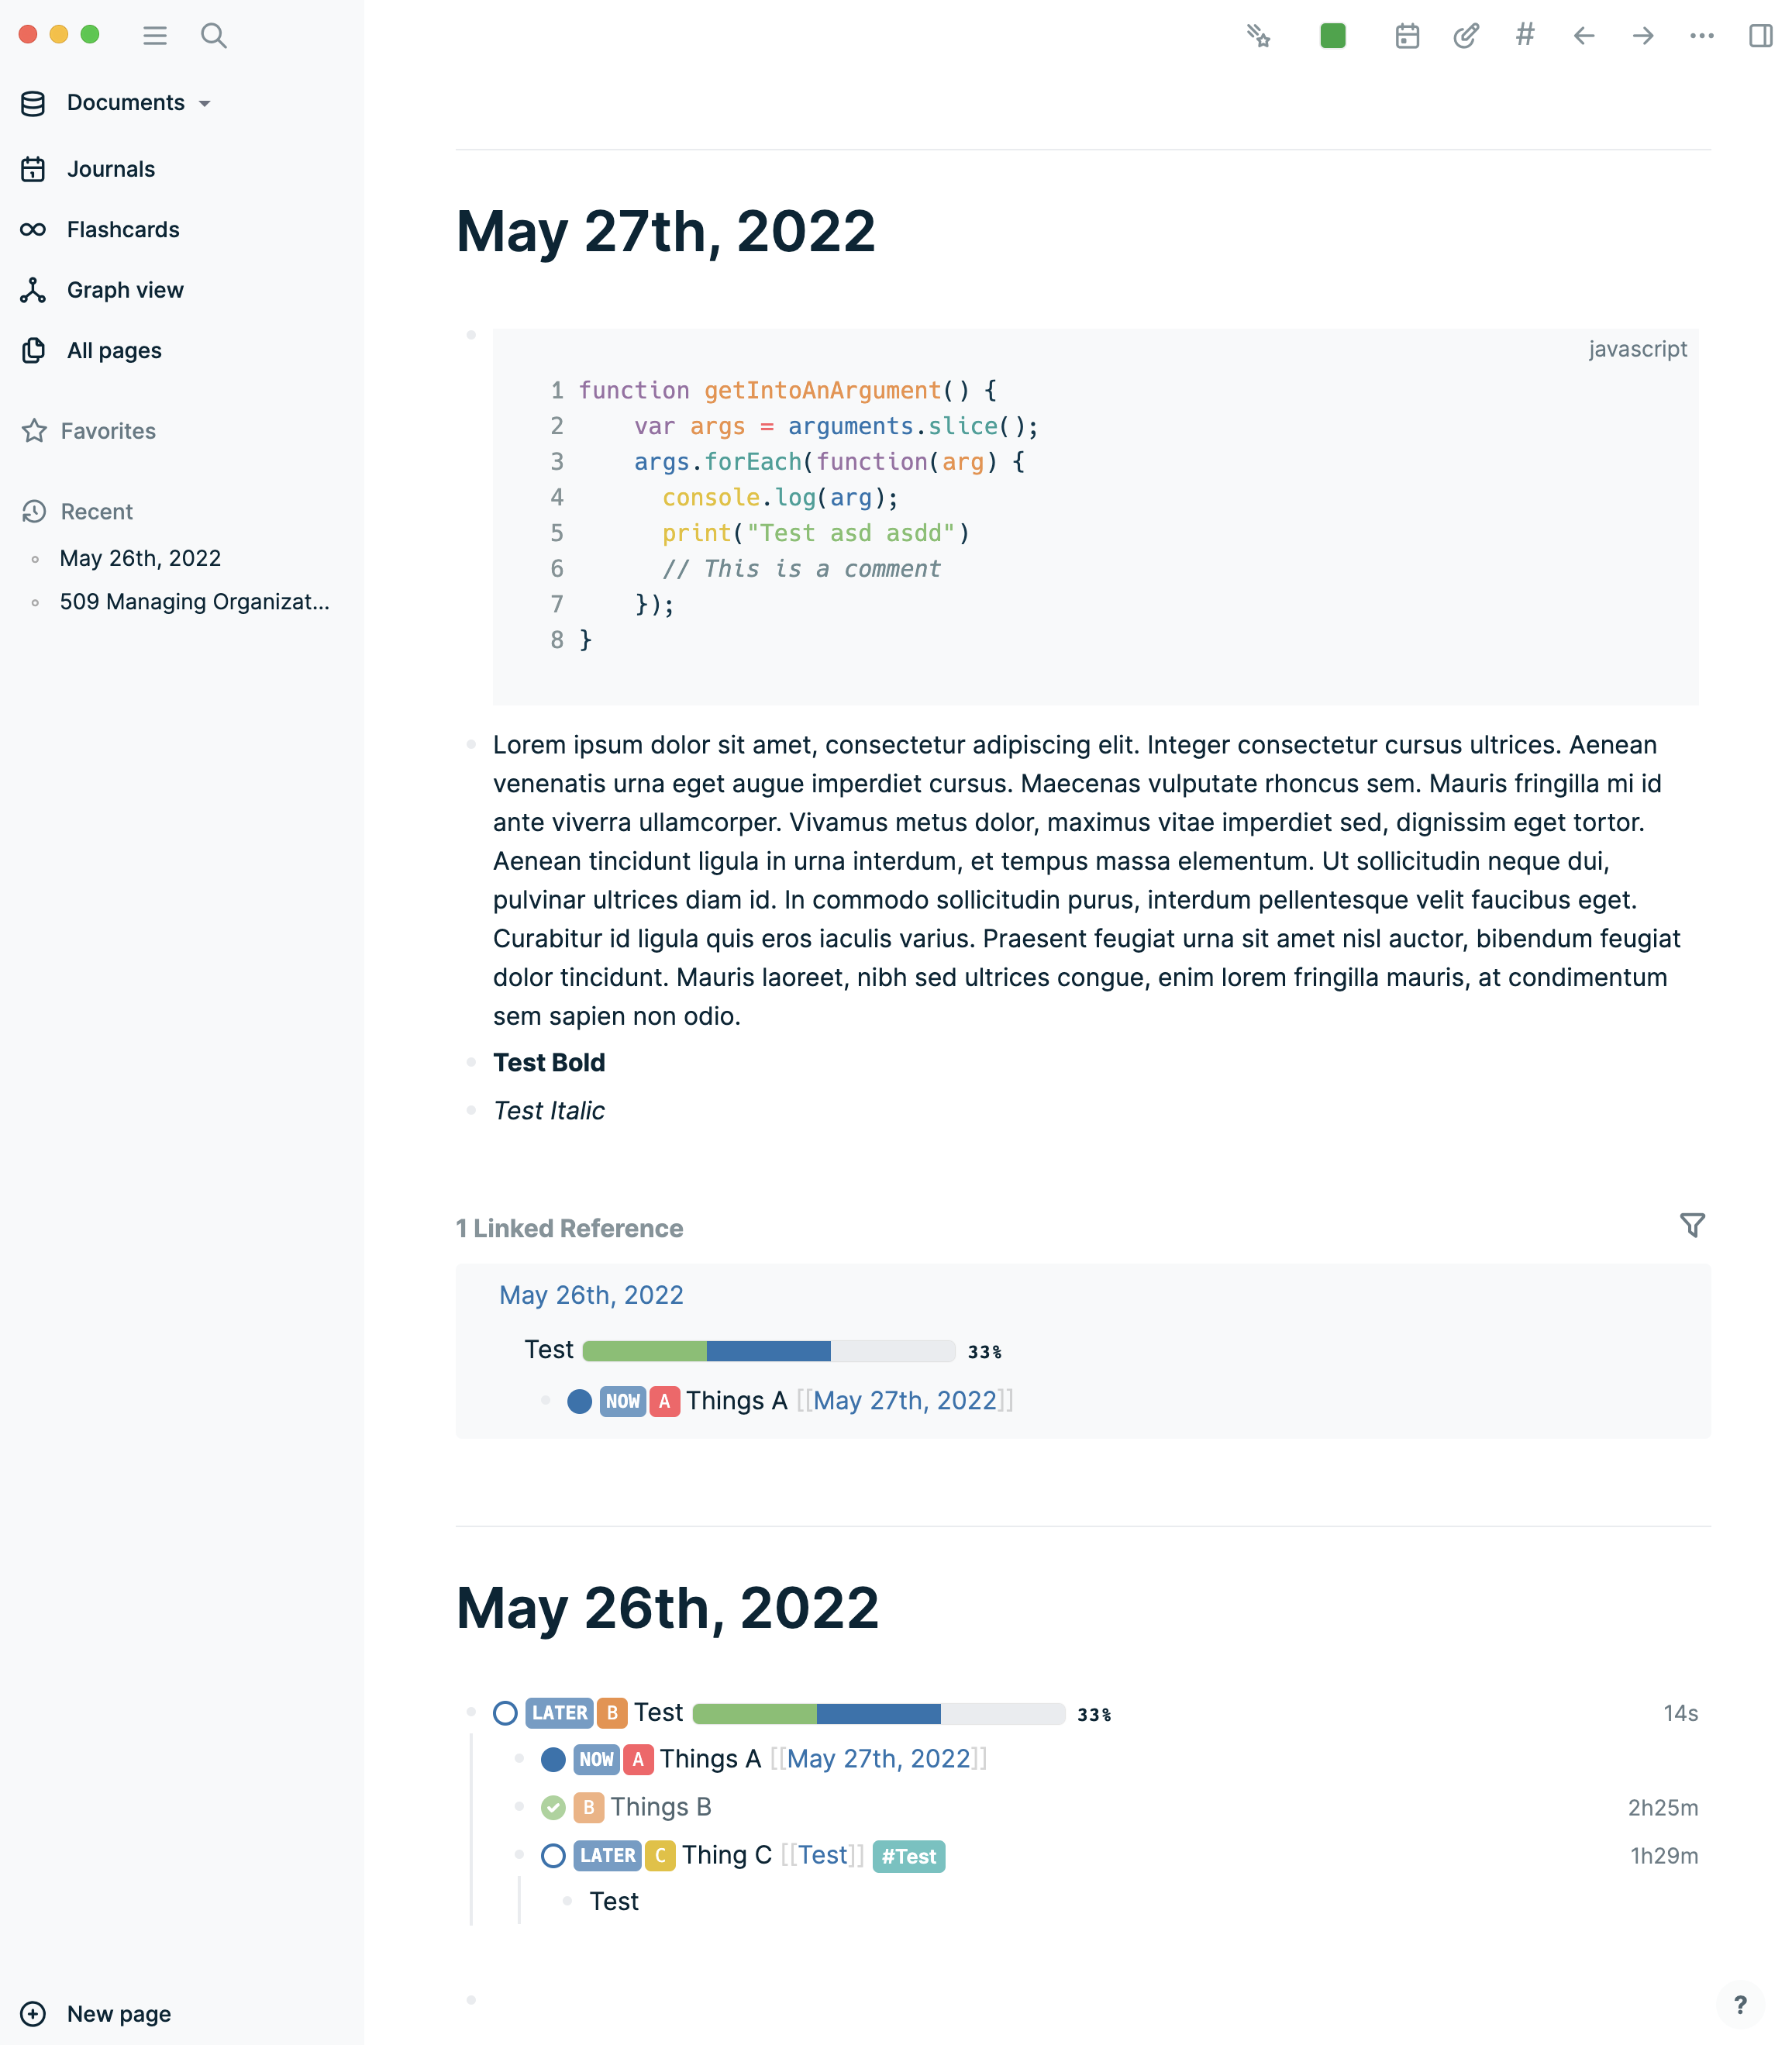 Documents
Journals
Flashcards
Graph view
All pages
Favorites
Recent
May 26th, 2022
509 Managing Organizat...
New page
May 27th, 2022
javascript
1 function getIntoAnArgument() {
2     var args = arguments.slice();
3     args.forEach(function(arg) {
4       console.log(arg);
5       print("Test asd asdd")
6       // This is a comment
7     });
8 }
Lorem ipsum dolor sit amet, consectetur adipiscing elit. Integer consectetur cursus ultrices. Aenean
venenatis urna eget augue imperdiet cursus. Maecenas vulputate rhoncus sem. Mauris fringilla mi id
ante viverra ullamcorper. Vivamus metus dolor, maximus vitae imperdiet sed, dignissim eget tortor.
Aenean tincidunt ligula in urna interdum, et tempus massa elementum. Ut sollicitudin neque dui,
pulvinar ultrices diam id. In commodo sollicitudin purus, interdum pellentesque velit faucibus eget.
Curabitur id ligula quis eros iaculis varius. Praesent feugiat urna sit amet nisl auctor, bibendum feugiat
dolor tincidunt. Mauris laoreet, nibh sed ultrices congue, enim lorem fringilla mauris, at condimentum
sem sapien non odio.
Test Bold
Test Italic
1 Linked Reference
May 26th, 2022
Test 33%
NOW A Things A [[May 27th, 2022]]
May 26th, 2022
LATER B Test 33% 14s
NOW A Things A [[May 27th, 2022]]
B Things B 2h25m
LATER C Thing C [[Test]] #Test 1h29m
Test
?